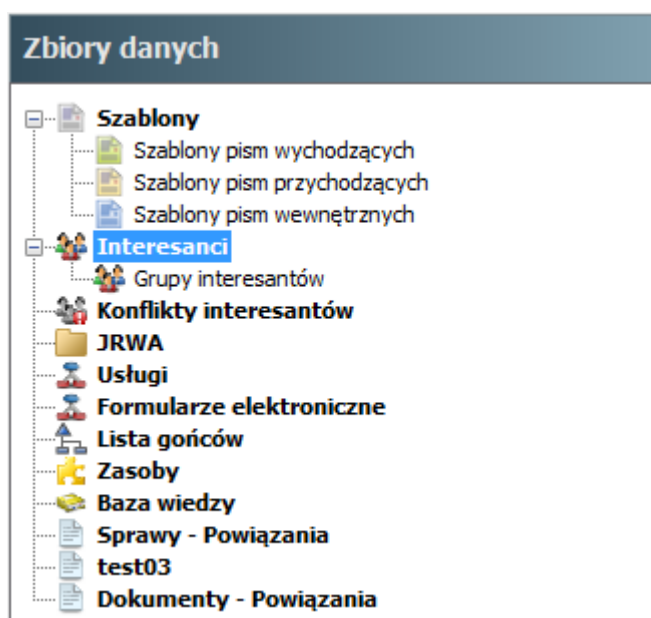 Zbiory danych
Szablony
Szablony pism wychodzących
Szablony pism przychodzących
Szablony pism wewnętrznych
Interesanci
Grupy interesantów
Konflikty interesantów
JRWA
Usługi
Formularze elektroniczne
Lista gońców
Zasoby
Baza wiedzy
Sprawy - Powiązania
test03
Dokumenty - Powiązania